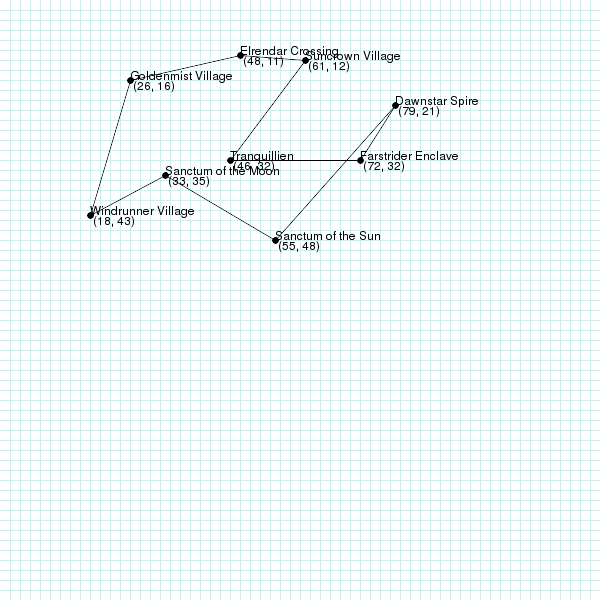 Elrendar Crossing
(48, 11)
Suncrown Village
(61, 12)
Goldenmist Village
(26, 16)
Dawnstar Spire
(79, 21)
Tranquillien
(46, 32)
Farstrider Enclave
(72, 32)
Sanctum of the Moon
(33, 35)
Windrunner Village
(18, 43)
Sanctum of the Sun
(55, 48)